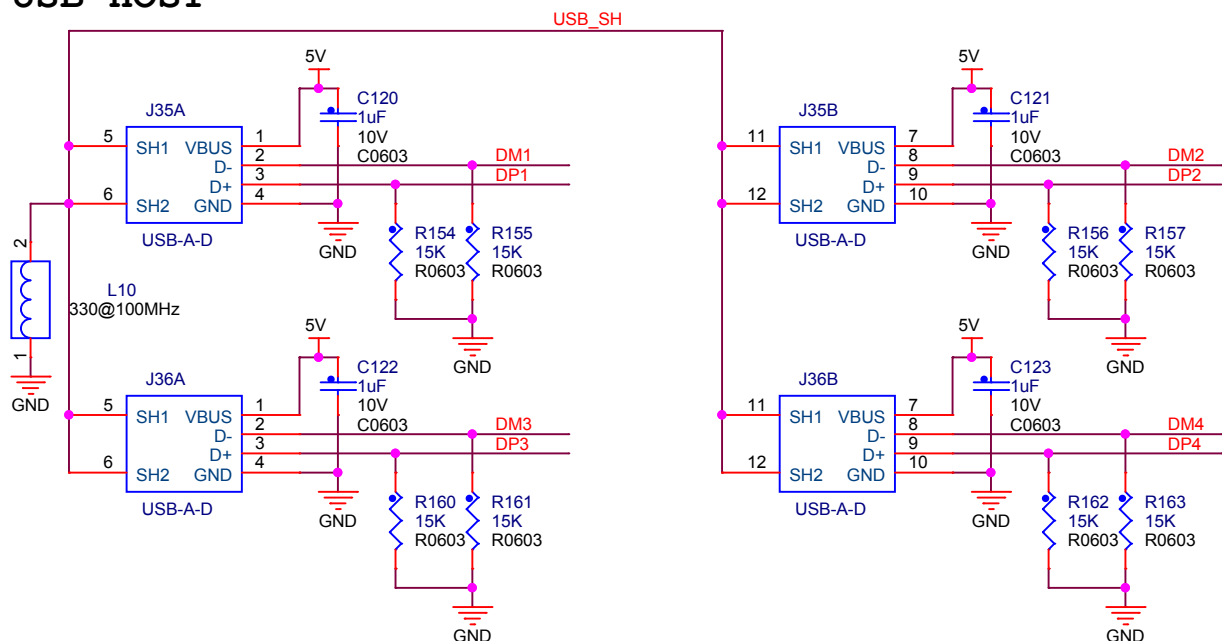 USB HOST
USB_SH
5V
J35A
C120
1uF
10V
C0603
5 SH1 VBUS 1
D- 2 DM1
D+ 3 DP1
6 SH2 GND 4
USB-A-D
GND
R154
15K
R0603
R155
15K
R0603
GND
5V
J35B
C121
1uF
10V
C0603
11 SH1 VBUS 7
D- 8 DM2
D+ 9 DP2
12 SH2 GND 10
USB-A-D
GND
R156
15K
R0603
R157
15K
R0603
GND
2
L10
330@100MHz
1
GND
5V
J36A
C122
1uF
10V
C0603
5 SH1 VBUS 1
D- 2 DM3
D+ 3 DP3
6 SH2 GND 4
USB-A-D
GND
R160
15K
R0603
R161
15K
R0603
GND
5V
J36B
C123
1uF
10V
C0603
11 SH1 VBUS 7
D- 8 DM4
D+ 9 DP4
12 SH2 GND 10
USB-A-D
GND
R162
15K
R0603
R163
15K
R0603
GND